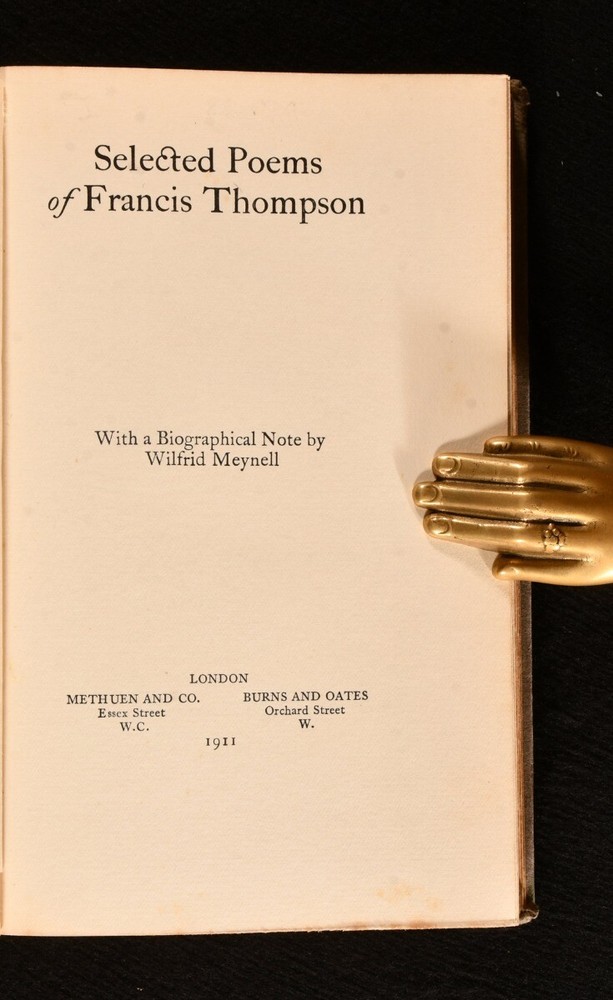 Selected Poems
of Francis Thompson
With a Biographical Note by
Wilfrid Meynell
LONDON
METHUEN AND CO.
Essex Street
W.C.
BURNS AND OATES
Orchard Street
W.
1911